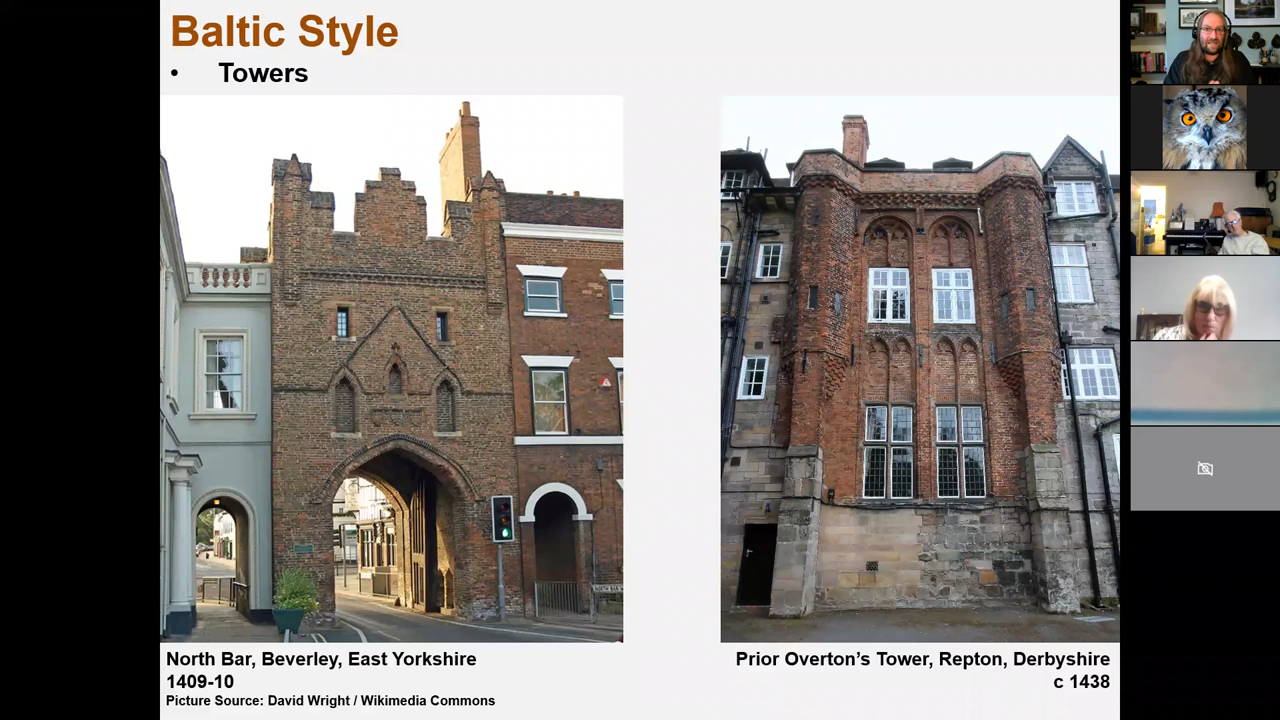 Baltic Style
• Towers
North Bar, Beverley, East Yorkshire
1409-10
Picture Source: David Wright / Wikimedia Commons
Prior Overton’s Tower, Repton, Derbyshire
c 1438